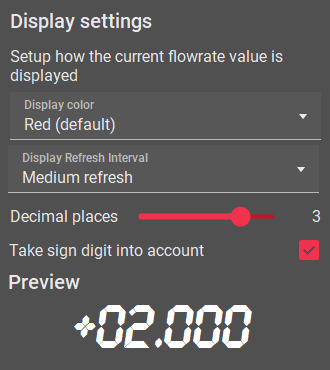 Display settings
Setup how the current flowrate value is
displayed
Display color
Red (default)
Display Refresh Interval
Medium refresh
Decimal places 3
Take sign digit into account
Preview
+02.000